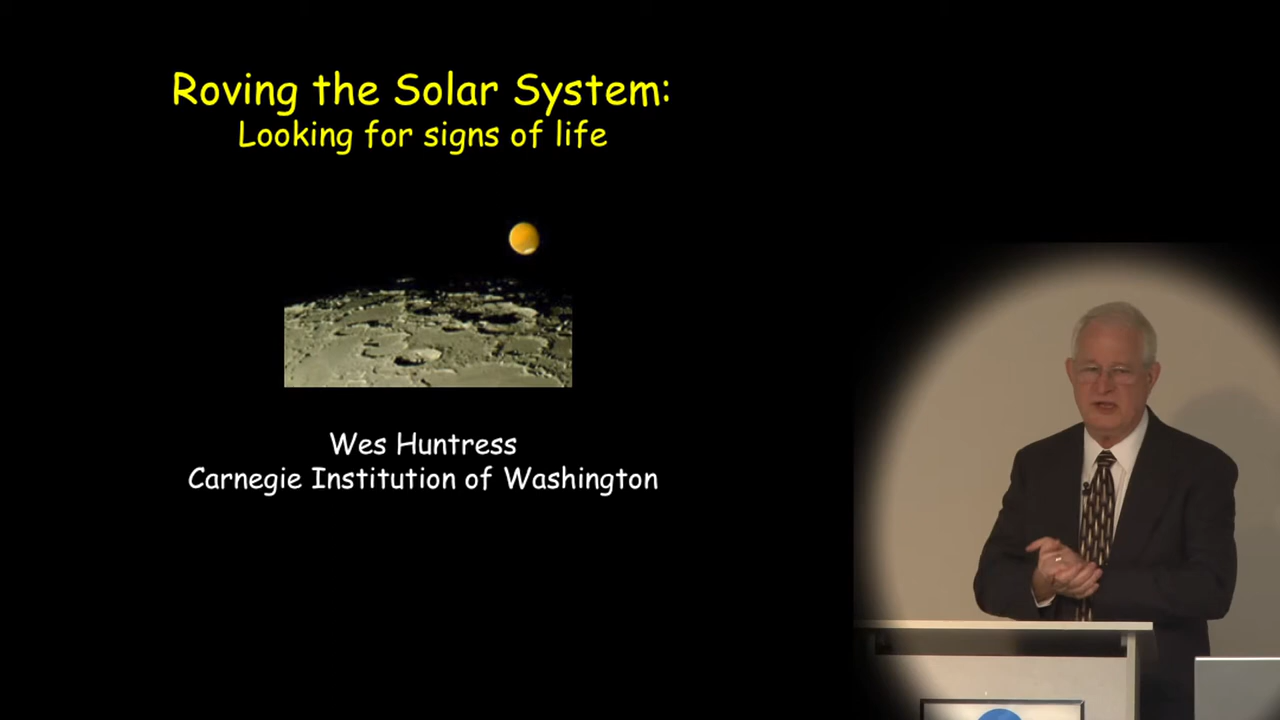 Roving the Solar System:
Looking for signs of life
Wes Huntress
Carnegie Institution of Washington